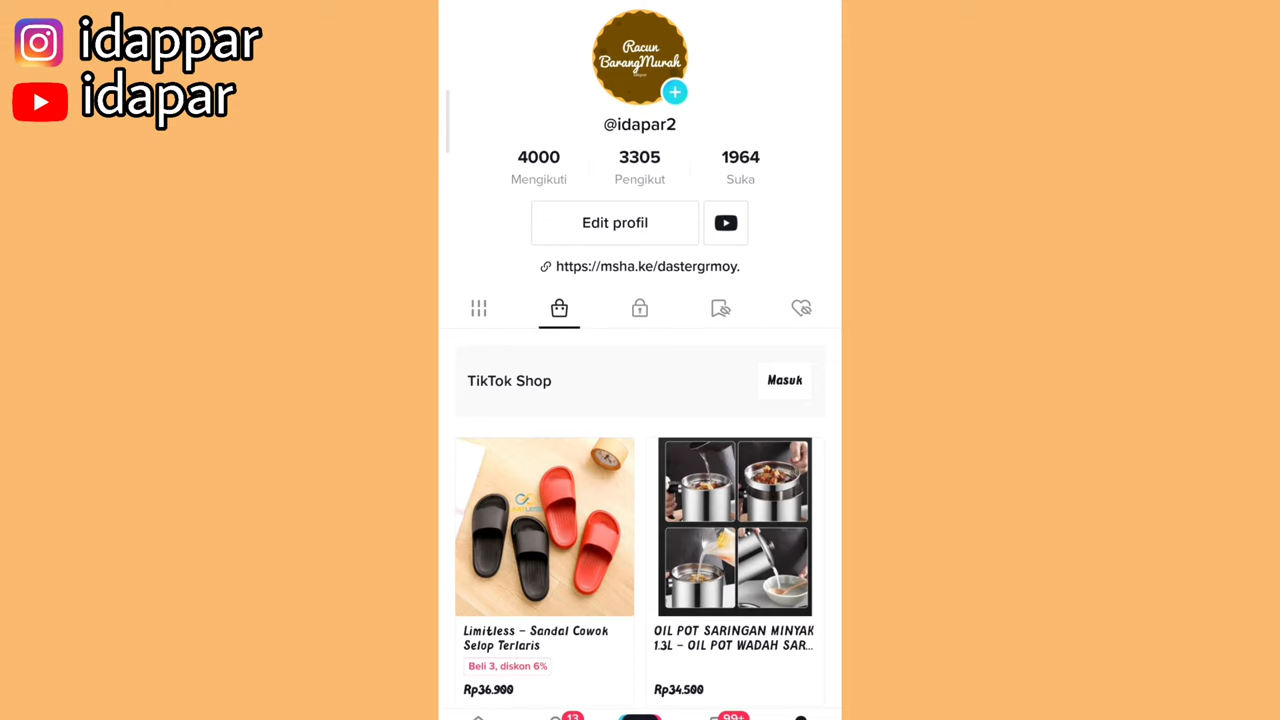 idappar
idapar
Racun
BarangMurah
@idapar2
4000 3305 1964
Mengikuti Pengikut Suka
Edit profil
https://msha.ke/dastergrmoy.
TikTok Shop
Masuk
Limitless - Sandal Cowok
Selop Terlaris
Beli 3, diskon 6%
Rp36.900
OIL POT SARINGAN MINYAK
1.3L - OIL POT WADAH SAR...
Rp34.500
13
99+